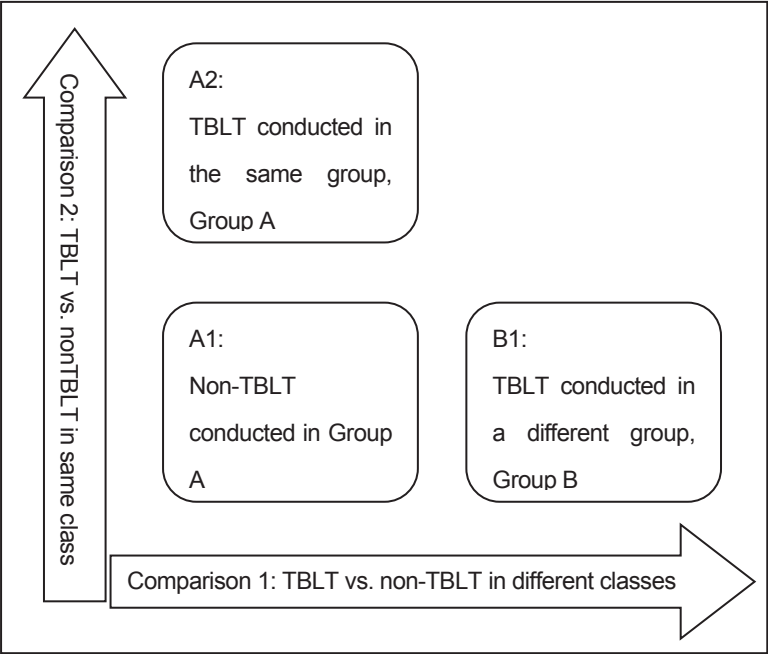 Comparison 2: TBLT vs. nonTBLT in same class
A2:
TBLT conducted in
the same group,
Group A
A1:
Non-TBLT
conducted in Group
A
B1:
TBLT conducted in
a different group,
Group B
Comparison 1: TBLT vs. non-TBLT in different classes